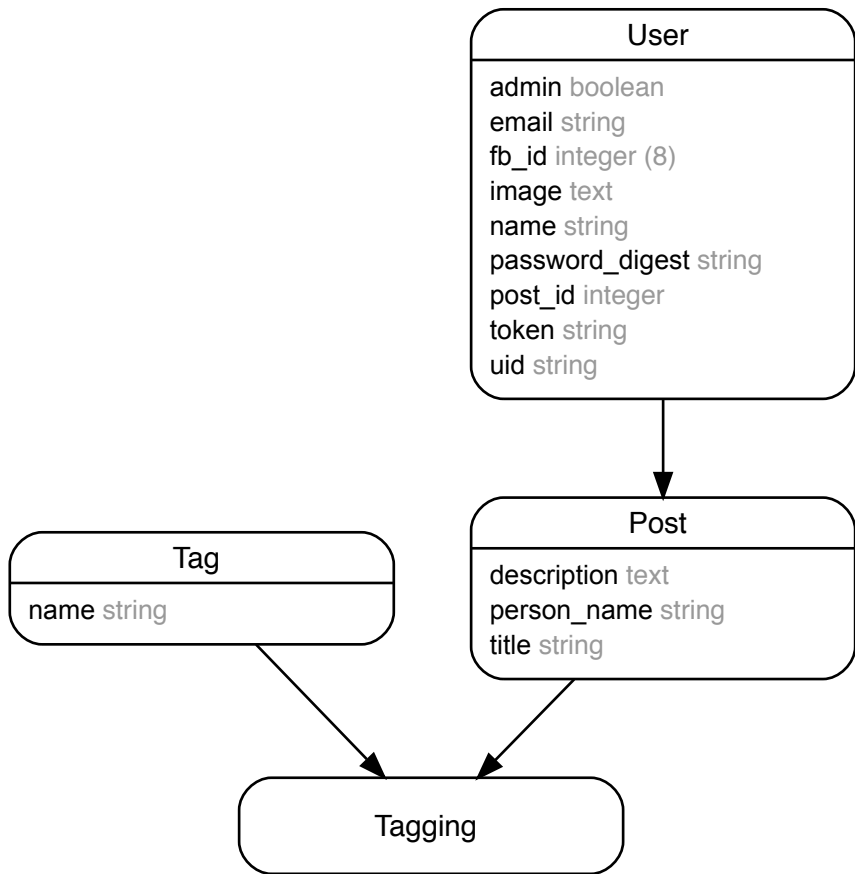 User
admin boolean
email string
fb_id integer (8)
image text
name string
password_digest string
post_id integer
token string
uid string
Post
description text
person_name string
title string
Tag
name string
Tagging